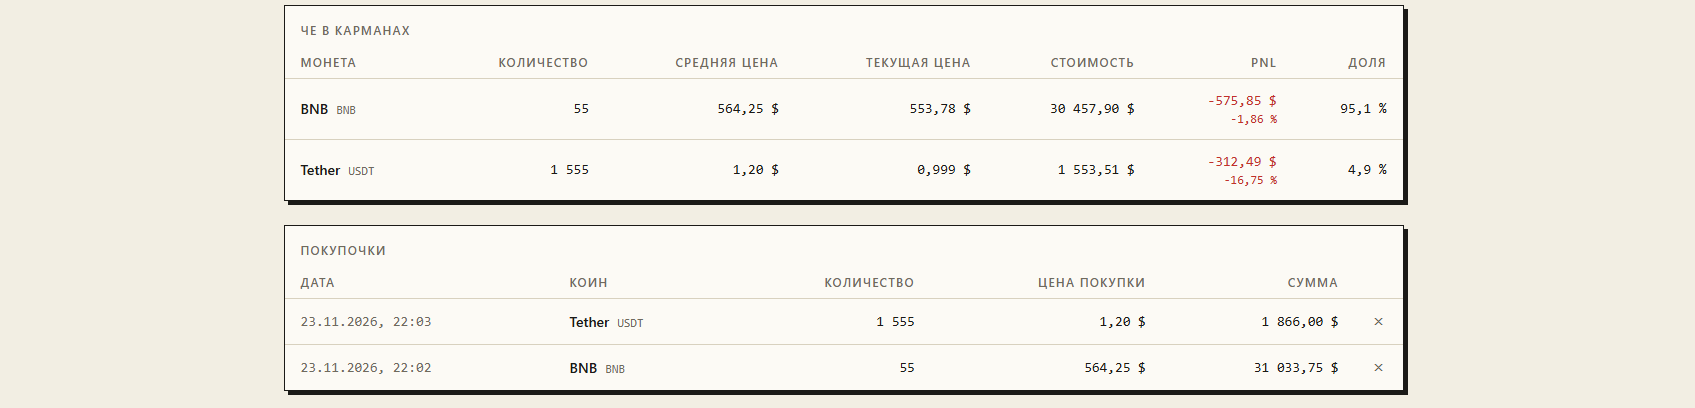 ЧЕ В КАРМАНАХ
МОНЕТА КОЛИЧЕСТВО СРЕДНЯЯ ЦЕНА ТЕКУЩАЯ ЦЕНА СТОИМОСТЬ PNL ДОЛЯ
BNB BNB 55 564,25 $ 553,78 $ 30 457,90 $ -575,85 $ 95,1 %
-1,86 %
Tether USDT 1 555 1,20 $ 0,999 $ 1 553,51 $ -312,49 $ 4,9 %
-16,75 %
ПОКУПОЧКИ
ДАТА КОИН КОЛИЧЕСТВО ЦЕНА ПОКУПКИ СУММА
23.11.2026, 22:03 Tether USDT 1 555 1,20 $ 1 866,00 $ ×
23.11.2026, 22:02 BNB BNB 55 564,25 $ 31 033,75 $ ×